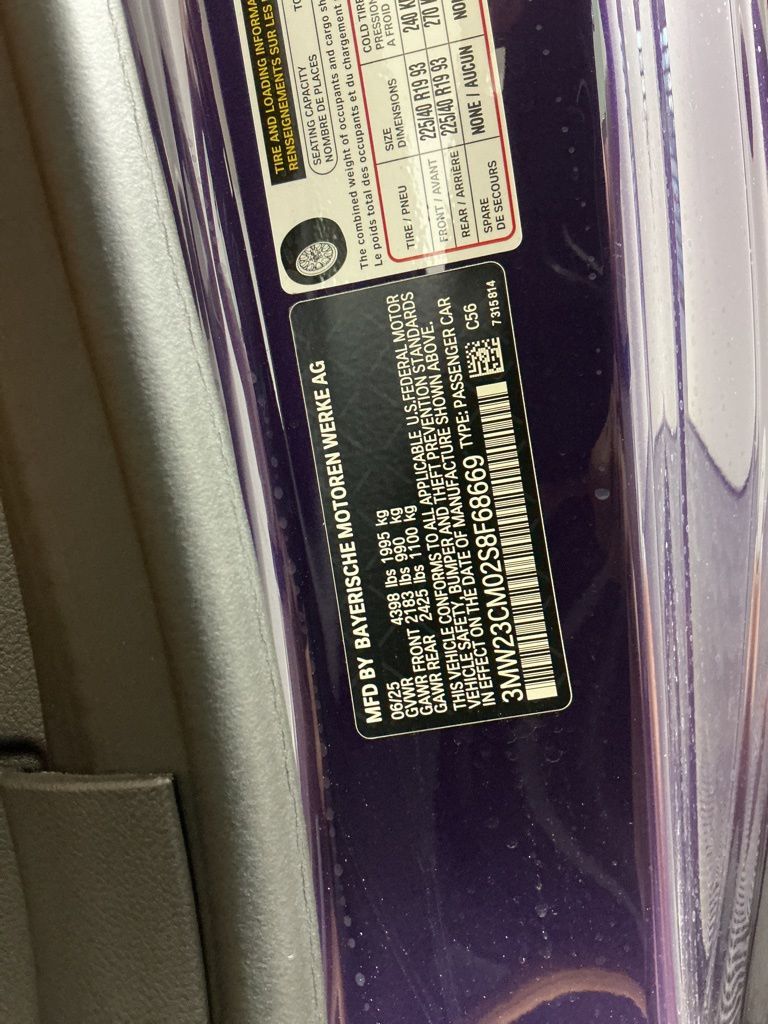 TIRE AND LOADING INFORMA
RENSEIGNEMENTS SUR LES
SEATING CAPACITY
NOMBRE DE PLACES
The combined weight of occupants and cargo sh
Le poids total des occupants et du chargement
TIRE / PNEU
SIZE
DIMENSIONS
COLD TIRE
PRESSION
A FROID
FRONT / AVANT
225/40 R19 93
240 K
REAR / ARRIÈRE
225/40 R19 93
270
SPARE
DE SECOURS
NONE / AUCUN
MFD BY BAYERISCHE MOTOREN WERKE AG
06/25
GVWR 4398 lbs 1995 kg
GAWR FRONT 2183 lbs 990 kg
GAWR REAR 2425 lbs 1100 kg
THIS VEHICLE CONFORMS TO ALL APPLICABLE U.S.FEDERAL MOTOR
VEHICLE SAFETY, BUMPER AND THEFT PREVENTION STANDARDS
IN EFFECT ON THE DATE OF MANUFACTURE SHOWN ABOVE.
3MW23CM02S8F68669 TYPE: PASSENGER CAR
C56
7 315 814